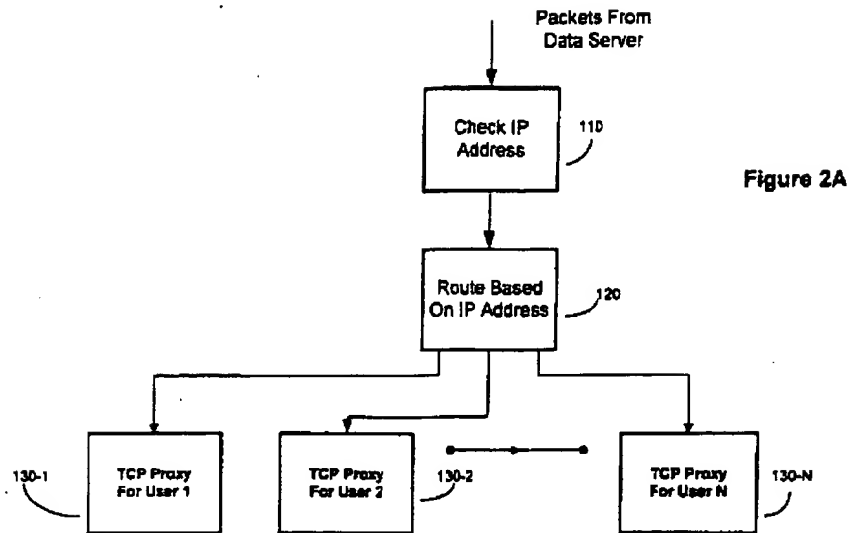 Packets From
Data Server
Check IP
Address
110
Figure 2A
Route Based
On IP Address
120
130-1
TCP Proxy
For User 1
TCP Proxy
For User 2
130-2
TCP Proxy
For User N
130-N